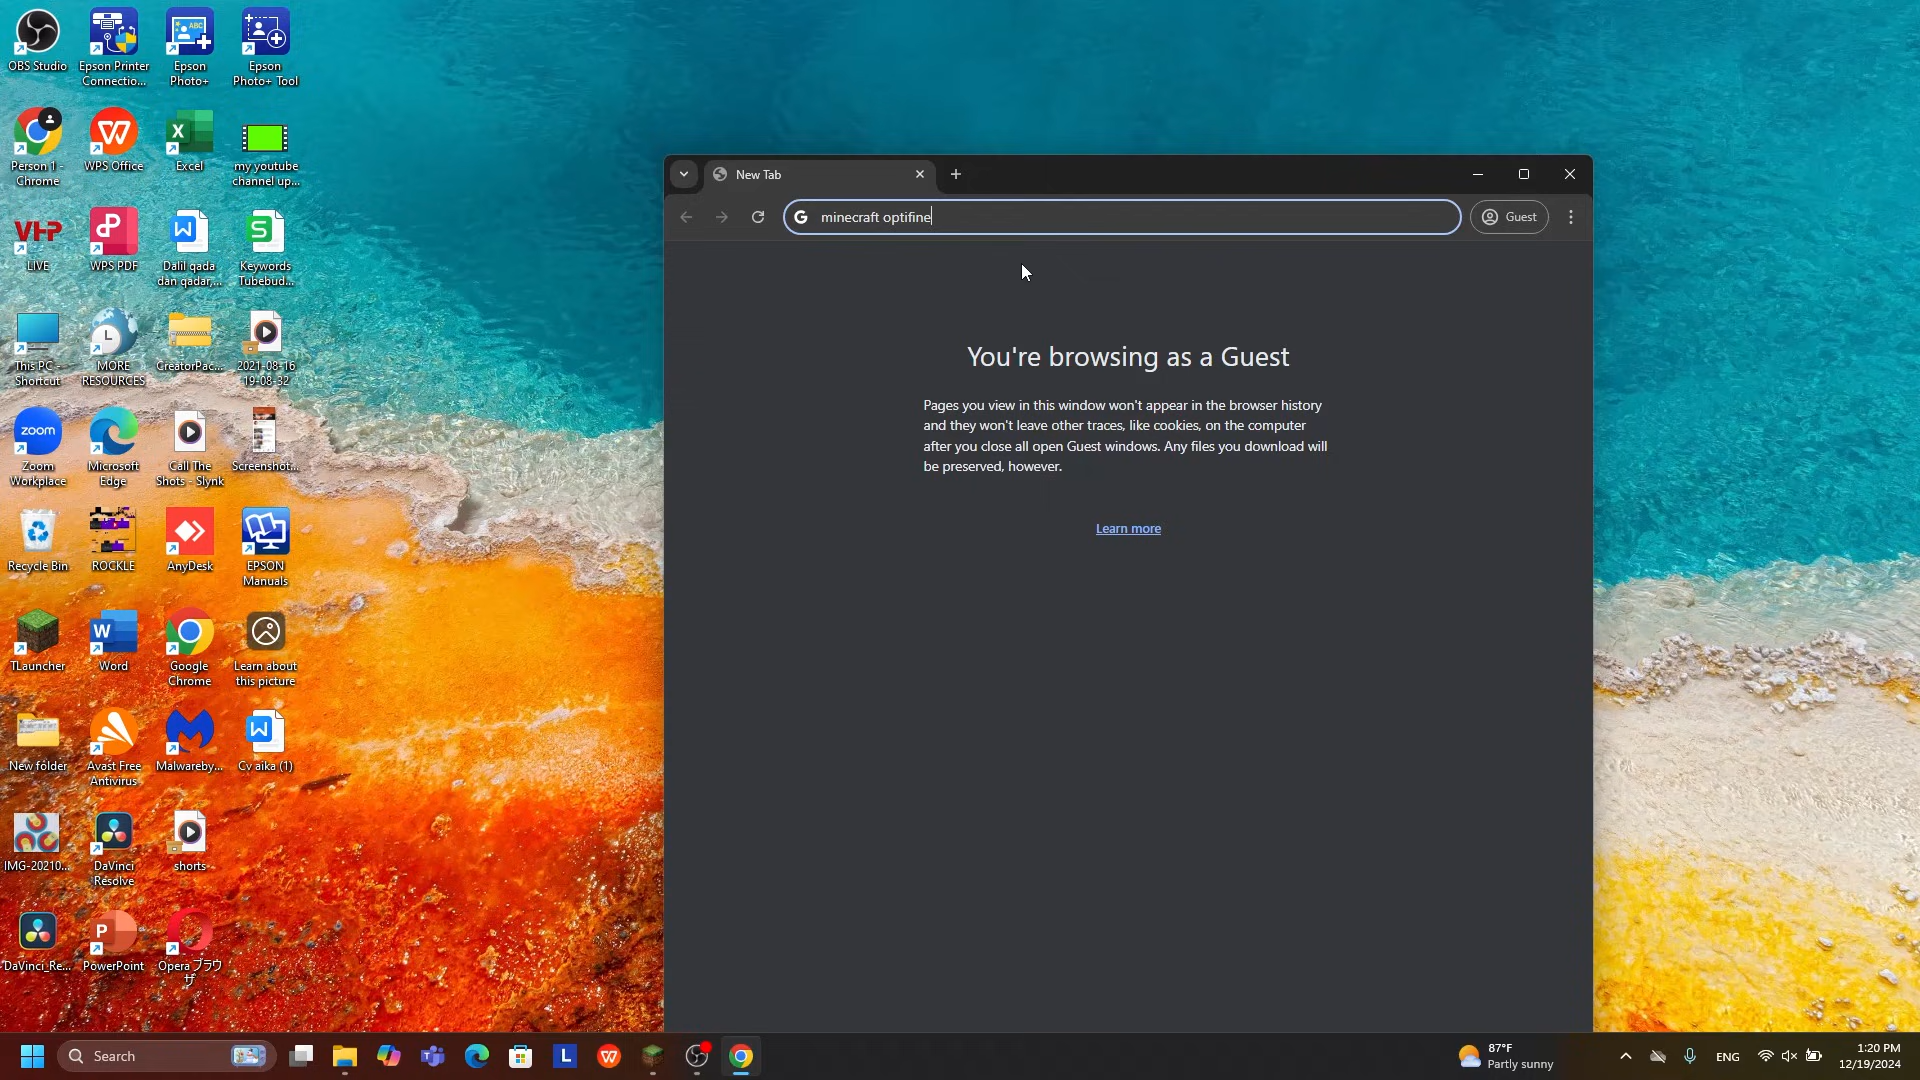 OBS Studio
Epson Printer
Connectio...
Epson
Photo+
Epson
Photo+ Tool
Person 1 -
Chrome
WPS Office
Excel
my youtube
channel up...
VHP
LIVE
WPS PDF
Dalil qada
dan qadar,...
Keywords
Tubebud...
This PC -
Shortcut
MORE
RESOURCES
CreatorPac...
2021-08-16
19-08-32
zoom
Zoom
Workplace
Microsoft
Edge
Call The
Shots - Slynk
Screenshot...
Recycle Bin
ROCKLE
AnyDesk
EPSON
Manuals
TLauncher
Word
Google
Chrome
Learn about
this picture
New folder
Avast Free
Antivirus
Malwareby...
Cv aika (1)
IMG-20210...
DaVinci
Resolve
shorts
DaVinci_Re...
PowerPoint
Opera ブラウ
ザ
New Tab
minecraft optifine
Guest
You're browsing as a Guest
Pages you view in this window won't appear in the browser history
and they won't leave other traces, like cookies, on the computer
after you close all open Guest windows. Any files you download will
be preserved, however.
Learn more
Search
87°F
Partly sunny
ENG
1:20 PM
12/19/2024